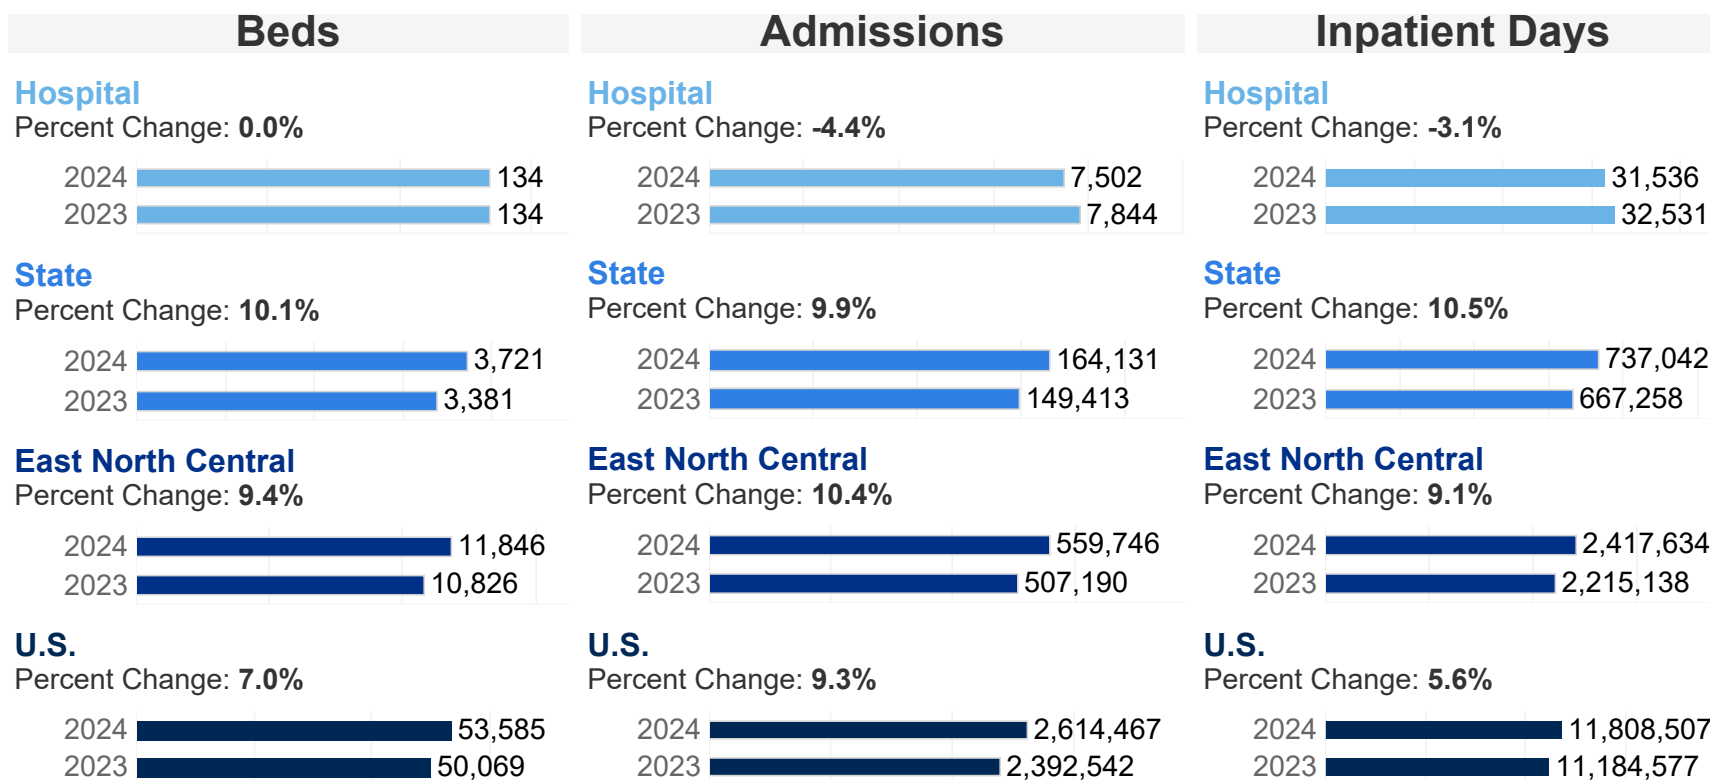 Beds
Hospital
Percent Change: 0.0%
2024 134
2023 134
State
Percent Change: 10.1%
2024 3,721
2023 3,381
East North Central
Percent Change: 9.4%
2024 11,846
2023 10,826
U.S.
Percent Change: 7.0%
2024 53,585
2023 50,069
Admissions
Hospital
Percent Change: -4.4%
2024 7,502
2023 7,844
State
Percent Change: 9.9%
2024 164,131
2023 149,413
East North Central
Percent Change: 10.4%
2024 559,746
2023 507,190
U.S.
Percent Change: 9.3%
2024 2,614,467
2023 2,392,542
Inpatient Days
Hospital
Percent Change: -3.1%
2024 31,536
2023 32,531
State
Percent Change: 10.5%
2024 737,042
2023 667,258
East North Central
Percent Change: 9.1%
2024 2,417,634
2023 2,215,138
U.S.
Percent Change: 5.6%
2024 11,808,507
2023 11,184,577